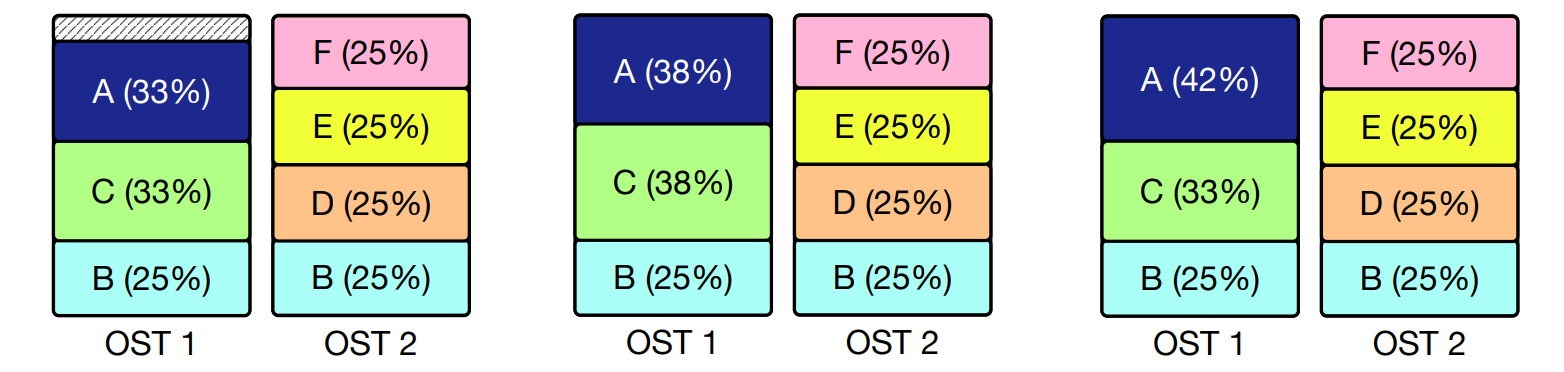 A (33%)
C (33%)
B (25%)
OST 1
F (25%)
E (25%)
D (25%)
B (25%)
OST 2
A (38%)
C (38%)
B (25%)
OST 1
F (25%)
E (25%)
D (25%)
B (25%)
OST 2
A (42%)
C (33%)
B (25%)
OST 1
F (25%)
E (25%)
D (25%)
B (25%)
OST 2